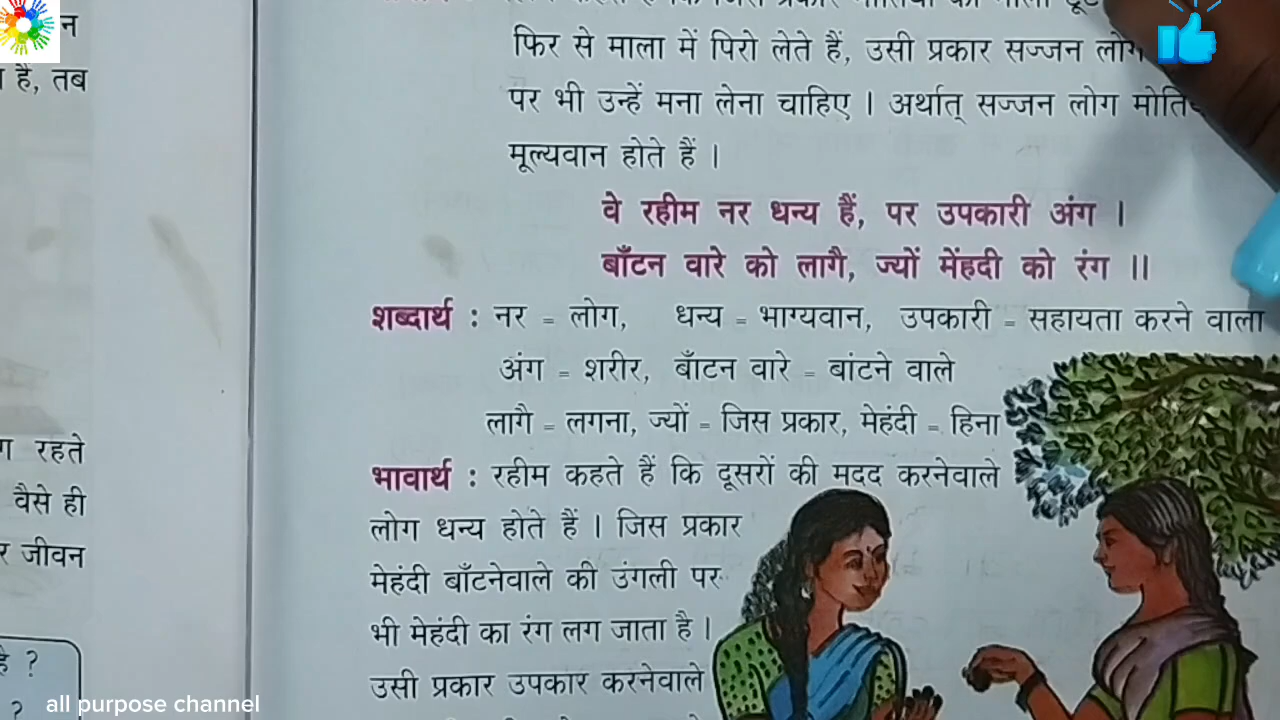 न
है, तब
रहते
वैसे ही
जीवन
?
?
फिर से माला में पिरो लेते हैं, उसी प्रकार सज्जन लोग
पर भी उन्हें मना लेना चाहिए । अर्थात् सज्जन लोग
मूल्यवान होते हैं ।
वे रहीम नर धन्य हैं, पर उपकारी अंग ।
बाँटन वारे को लागै, ज्यों मेंहदी को रंग ।।
शब्दार्थ : नर = लोग, धन्य = भाग्यवान, उपकारी = सहायता करने वाला
अंग = शरीर, बाँटन वारे = बांटने वाले
लागै = लगना, ज्यों = जिस प्रकार, मेहंदी = हिना
भावार्थ : रहीम कहते हैं कि दूसरों की मदद करनेवाले
लोग धन्य होते हैं । जिस प्रकार
मेहंदी बाँटनेवाले की उंगली पर
भी मेहंदी का रंग लग जाता है ।
उसी प्रकार उपकार करनेवाले
all purpose channel